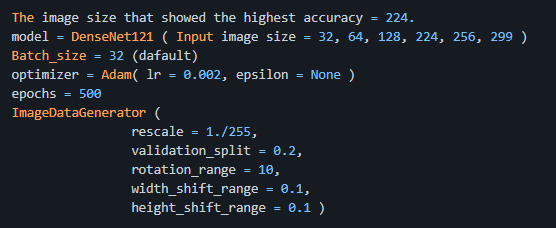 The image size that showed the highest accuracy = 224.
model = DenseNet121 ( Input image size = 32, 64, 128, 224, 256, 299 )
Batch_size = 32 (dafault)
optimizer = Adam( lr = 0.002, epsilon = None )
epochs = 500
ImageDataGenerator (
rescale = 1./255,
validation_split = 0.2,
rotation_range = 10,
width_shift_range = 0.1,
height_shift_range = 0.1 )